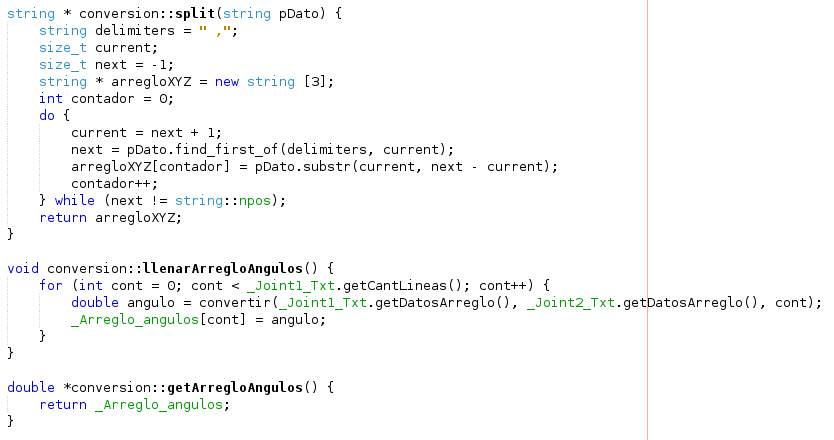 string * conversion::split(string pDato) {
    string delimiters = " ,";
    size_t current;
    size_t next = -1;
    string * arregloXYZ = new string [3];
    int contador = 0;
    do {
        current = next + 1;
        next = pDato.find_first_of(delimiters, current);
        arregloXYZ[contador] = pDato.substr(current, next - current);
        contador++;
    } while (next != string::npos);
    return arregloXYZ;
}

void conversion::llenarArregloAngulos() {
    for (int cont = 0; cont < _Joint1_Txt.getCantLineas(); cont++) {
        double angulo = convertir(_Joint1_Txt.getDatosArreglo(), _Joint2_Txt.getDatosArreglo(), cont);
        _Arreglo_angulos[cont] = angulo;
    }
}

double *conversion::getArregloAngulos() {
    return _Arreglo_angulos;
}